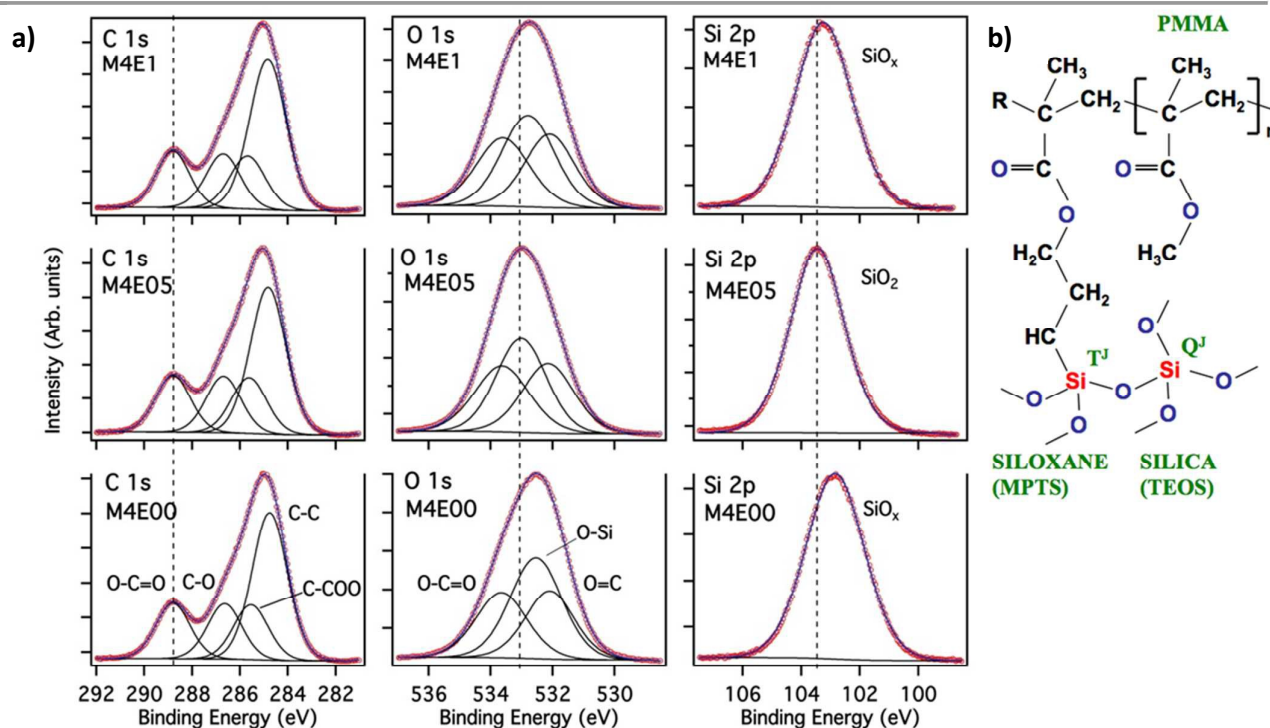 a)
C 1s
M4E1
O 1s
M4E1
Si 2p
M4E1
SiOx
C 1s
M4E05
O 1s
M4E05
Si 2p
M4E05
SiO2
C 1s
M4E00
C-C
O-C=O
C-O
C-COO
O 1s
M4E00
O-Si
O-C=O
O=C
Si 2p
M4E00
SiOx
Intensity (Arb. units)
292 290 288 286 284 282
Binding Energy (eV)
536 534 532 530
Binding Energy (eV)
106 104 102 100
Binding Energy (eV)
b)
PMMA
CH3
CH3
R
C
CH2
C
CH2
n
O
C
O
C
O
O
H2C
H3C
CH2
O
HC
TJ
QJ
Si
Si
O
O
O
O
O
SILOXANE
(MPTS)
SILICA
(TEOS)